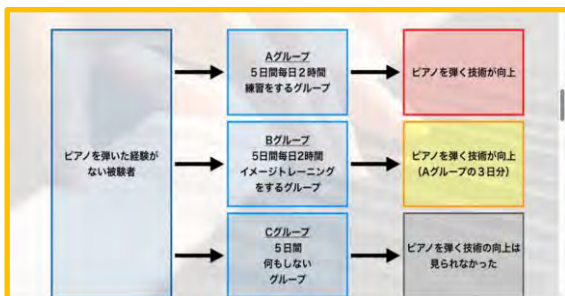 ピアノを弾いた経験が
ない被験者
Aグループ
5日間毎日２時間
練習をするグループ
ピアノを弾く技術が向上
Bグループ
5日間毎日2時間
イメージトレーニング
をするグループ
ピアノを弾く技術が向上
（Aグループの３日分）
Cグループ
5日間
何もしない
グループ
ピアノを弾く技術の向上は
見られなかった